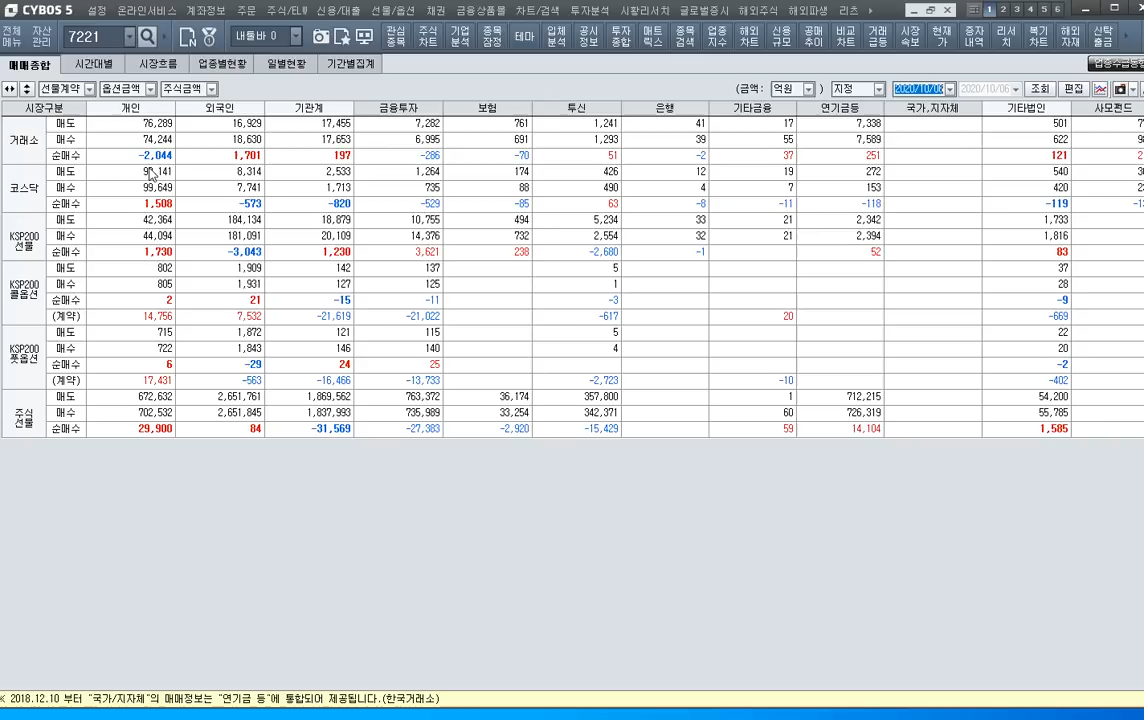 CYBOS 5 설정 온라인서비스 계좌정보 주문 주식/ELW 신용/대출 선물/옵션 채권 금융상품몰 차트/검색 투자분석 시황리서치 글로벌증시 해외주식 해외파생 리츠 1 2 3 4 5 6
전체메뉴 자산관리 7221 내툴바 0 관심종목 주식차트 기업분석 종목잠정 테마 입체분석 공시정보 투자종합 매트릭스 종목검색 업종지수 해외차트 신용규모 공매추이 비교차트 거래급등 시장속보 현재가 증자내역 리서치 복기차트 해외자재 신탁출금
매매종합 시간대별 시장흐름 업종별현황 일별현황 기간별집계
선물계약 옵션금액 주식금액 (금액: 억원 ) 지정 2020/10/06 2020/10/06 조회 편집
시장구분 개인 외국인 기관계 금융투자 보험 투신 은행 기타금융 연기금등 국가,지자체 기타법인 사모펀드
거래소 매도 76,289 16,929 17,455 7,282 761 1,241 41 17 7,338 501
매수 74,244 18,630 17,653 6,995 691 1,293 39 55 7,589 622
순매수 -2,044 1,701 197 -286 -70 51 -2 37 251 121
코스닥 매도 8,314 2,533 1,264 174 426 12 19 272 540
매수 99,649 7,741 1,713 735 88 490 4 7 153 420
순매수 1,508 -573 -820 -529 -85 63 -8 -11 -118 -119
KSP200 선물 매도 42,364 184,134 18,879 10,755 494 5,234 33 21 2,342 1,733
매수 44,094 181,091 20,109 14,376 732 2,554 32 21 2,394 1,816
순매수 1,730 -3,043 1,230 3,621 238 -2,680 -1 52 83
KSP200 콜옵션 매도 802 1,909 142 137 5 37
매수 805 1,931 127 125 1 28
순매수 2 21 -15 -11 -3 -9
(계약) 14,756 7,532 -21,619 -21,022 -617 20 -669
KSP200 풋옵션 매도 715 1,872 121 115 5 22
매수 722 1,843 146 140 4 20
순매수 6 -29 24 25 -2
(계약) 17,431 -563 -16,466 -13,733 -2,723 -10 -402
주식선물 매도 672,632 2,651,761 1,869,562 763,372 36,174 357,800 1 712,215 54,200
매수 702,532 2,651,845 1,837,993 735,989 33,254 342,371 60 726,319 55,785
순매수 29,900 84 -31,569 -27,383 -2,920 -15,429 59 14,104 1,585
※ 2018.12.10 부터 "국가/지자체"의 매매정보는 "연기금 등"에 통합되어 제공됩니다.(한국거래소)